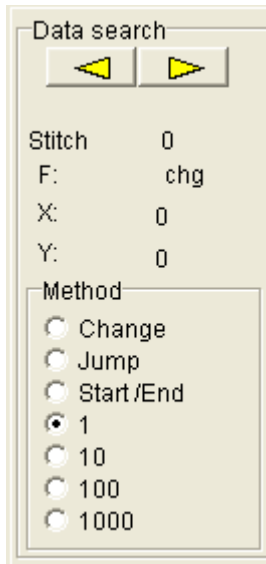 Data search
Stitch 0
F: chg
X: 0
Y: 0
Method
Change
Jump
Start/End
1
10
100
1000